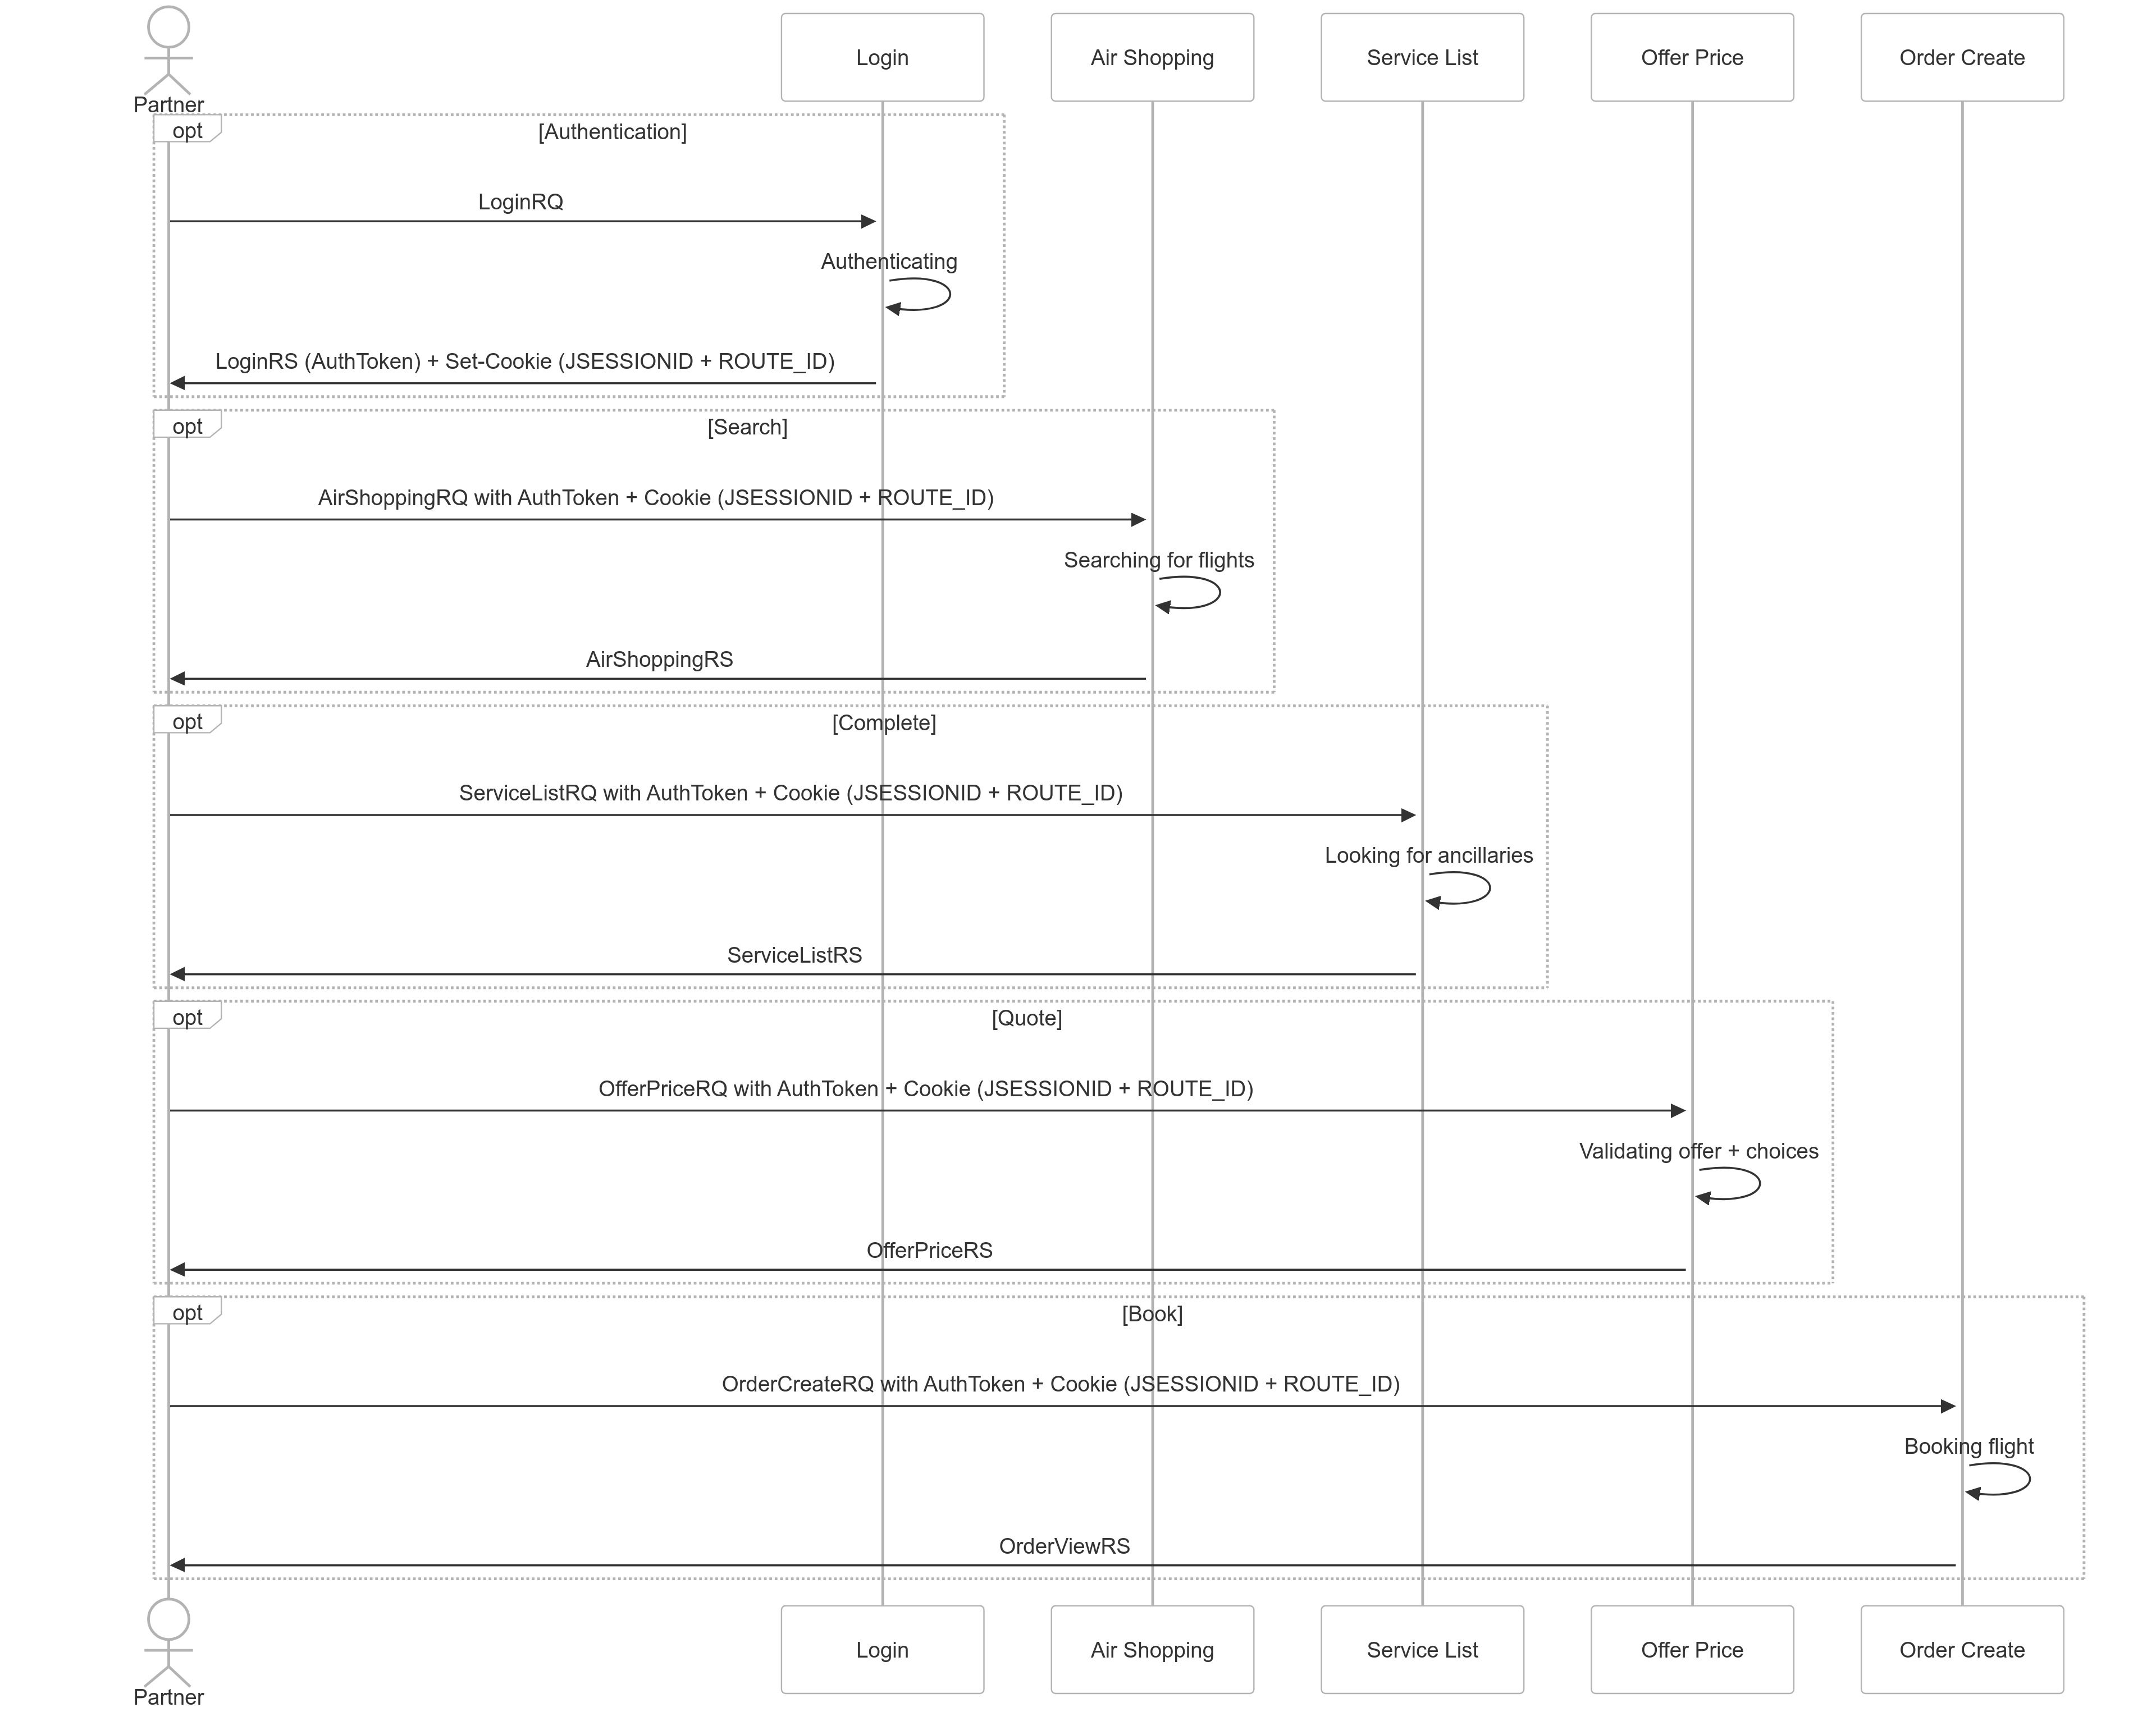 Partner
Login
Air Shopping
Service List
Offer Price
Order Create
opt
[Authentication]
LoginRQ
Authenticating
LoginRS (AuthToken) + Set-Cookie (JSESSIONID + ROUTE_ID)
opt
[Search]
AirShoppingRQ with AuthToken + Cookie (JSESSIONID + ROUTE_ID)
Searching for flights
AirShoppingRS
opt
[Complete]
ServiceListRQ with AuthToken + Cookie (JSESSIONID + ROUTE_ID)
Looking for ancillaries
ServiceListRS
opt
[Quote]
OfferPriceRQ with AuthToken + Cookie (JSESSIONID + ROUTE_ID)
Validating offer + choices
OfferPriceRS
opt
[Book]
OrderCreateRQ with AuthToken + Cookie (JSESSIONID + ROUTE_ID)
Booking flight
OrderViewRS
Partner
Login
Air Shopping
Service List
Offer Price
Order Create